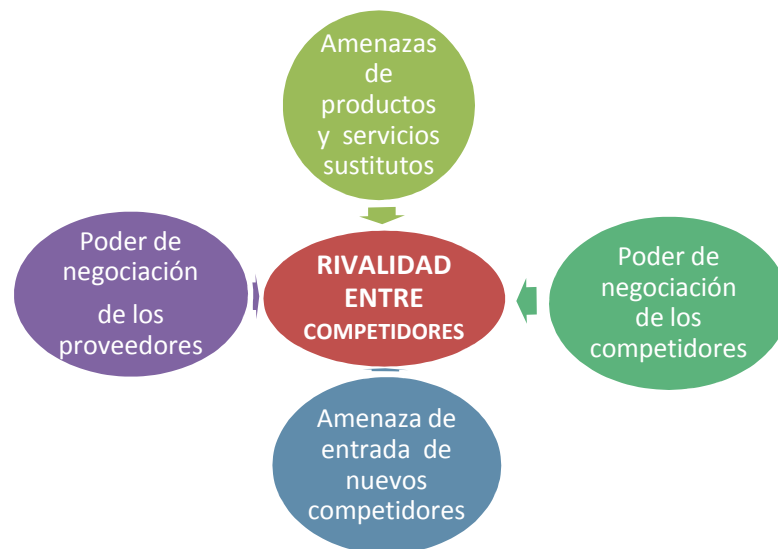 Amenazas
de
productos
y servicios
sustitutos
Poder de
negociación
de los
proveedores
RIVALIDAD
ENTRE
COMPETIDORES
Poder de
negociación
de los
competidores
Amenaza de
entrada de
nuevos
competidores